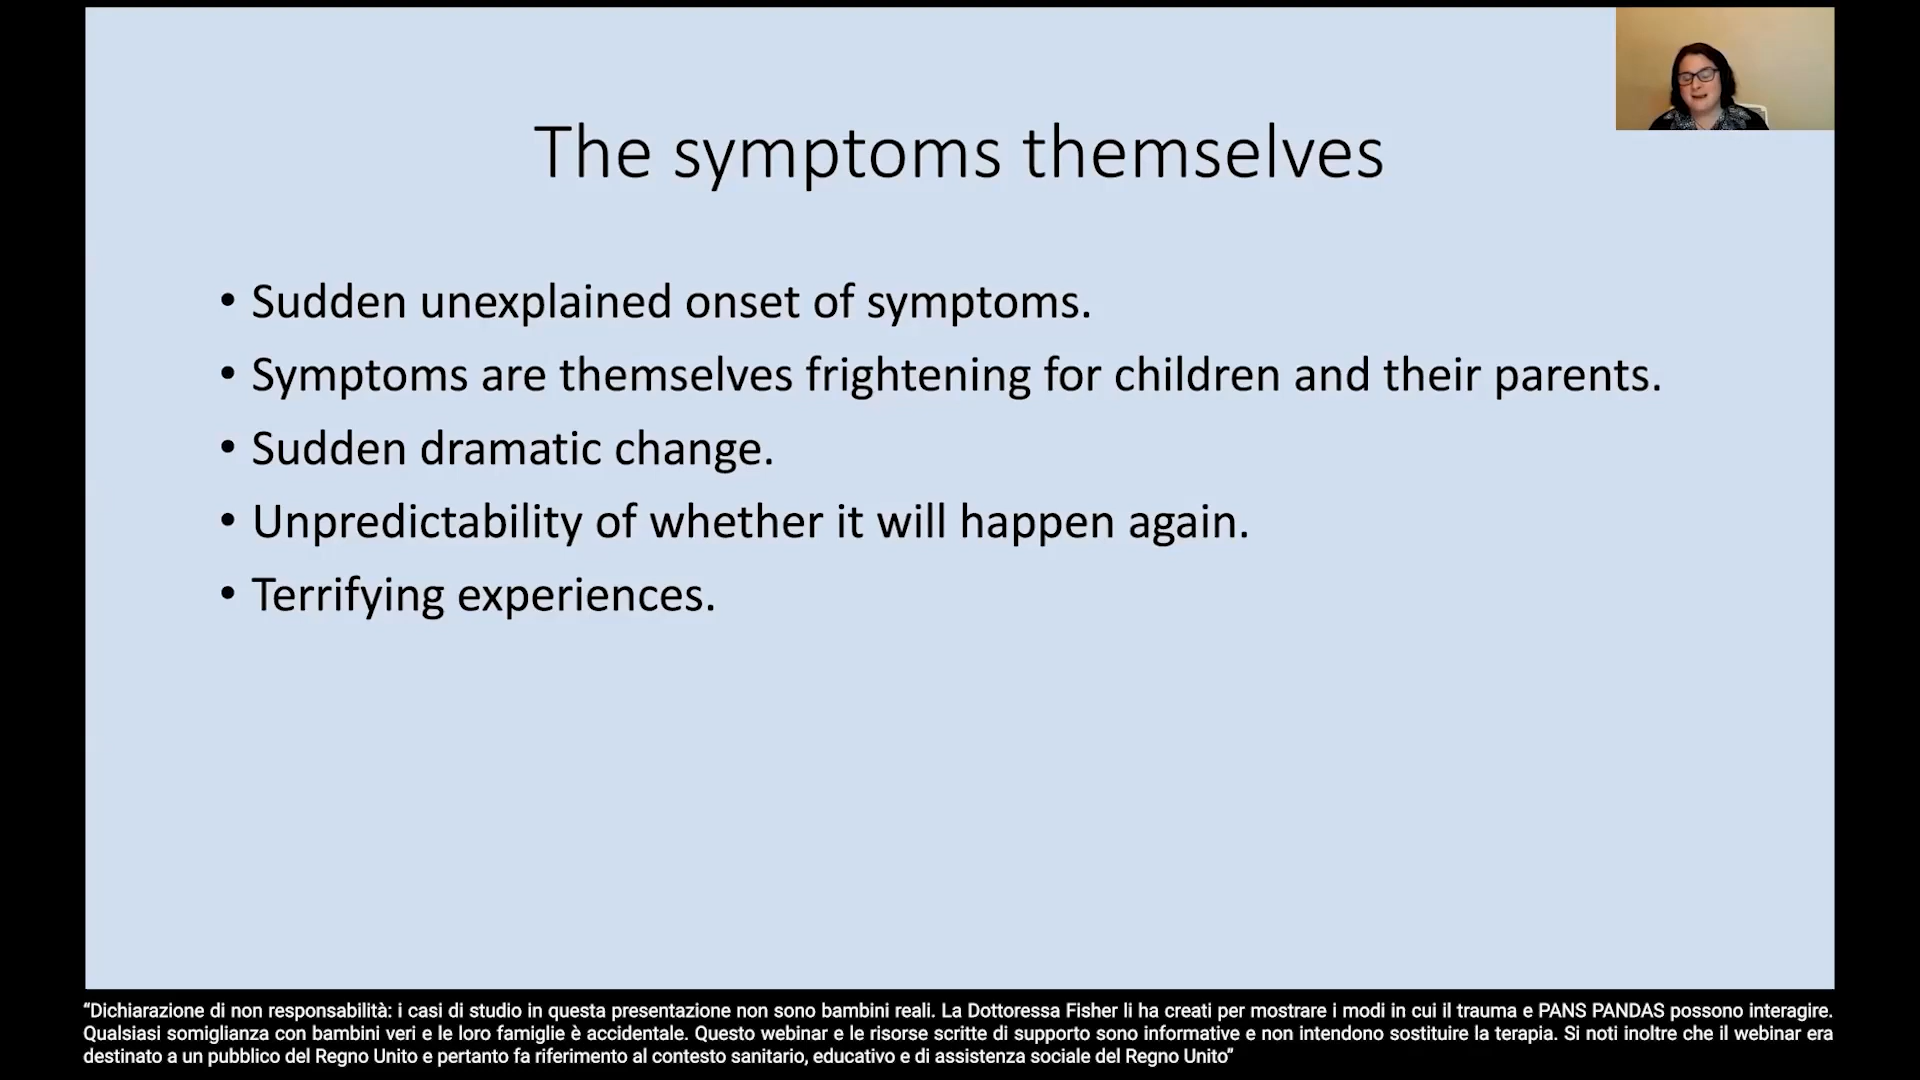 The symptoms themselves
• Sudden unexplained onset of symptoms.
• Symptoms are themselves frightening for children and their parents.
• Sudden dramatic change.
• Unpredictability of whether it will happen again.
• Terrifying experiences.
“Dichiarazione di non responsabilità: i casi di studio in questa presentazione non sono bambini reali. La Dottoressa Fisher li ha creati per mostrare i modi in cui il trauma e PANS PANDAS possono interagire.
Qualsiasi somiglianza con bambini veri e le loro famiglie è accidentale. Questo webinar e le risorse scritte di supporto sono informative e non intendono sostituire la terapia. Si noti inoltre che il webinar era
destinato a un pubblico del Regno Unito e pertanto fa riferimento al contesto sanitario, educativo e di assistenza sociale del Regno Unito”